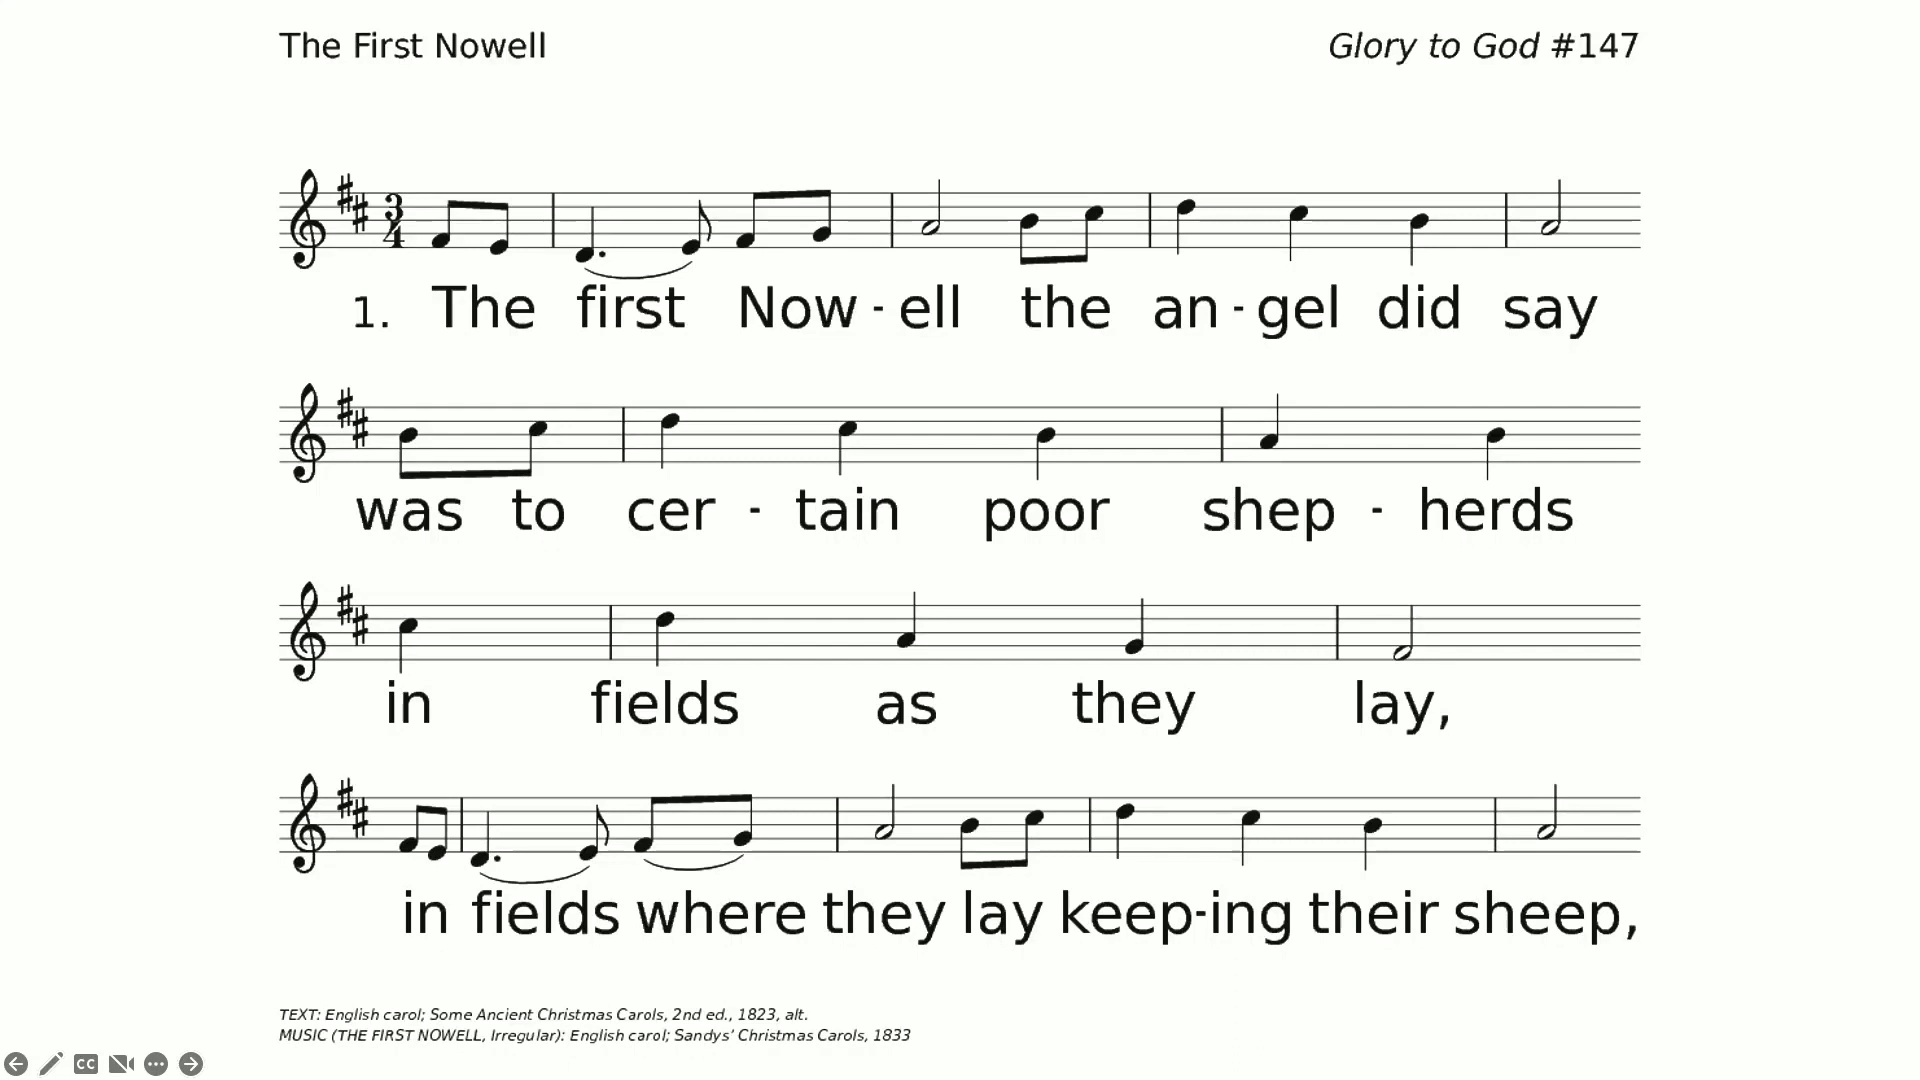 The First Nowell
Glory to God #147
3
4
1. The first Now - ell the an - gel did say
was to cer - tain poor shep - herds
in fields as they lay,
in fields where they lay keep-ing their sheep,
TEXT: English carol; Some Ancient Christmas Carols, 2nd ed., 1823, alt.
MUSIC (THE FIRST NOWELL, Irregular): English carol; Sandys' Christmas Carols, 1833
CC